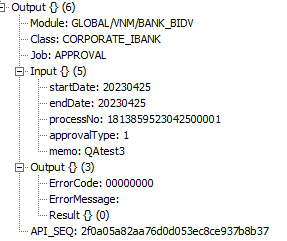 Output {} (6)
Module: GLOBAL/VNM/BANK_BIDV
Class: CORPORATE_IBANK
Job: APPROVAL
Input {} (5)
startDate: 20230425
endDate: 20230425
processNo: 1813859523042500001
approvalType: 1
memo: QAtest3
Output {} (3)
ErrorCode: 00000000
ErrorMessage:
Result {} (0)
API_SEQ: 2f0a05a82aa76d0d053ec8ce937b8b37